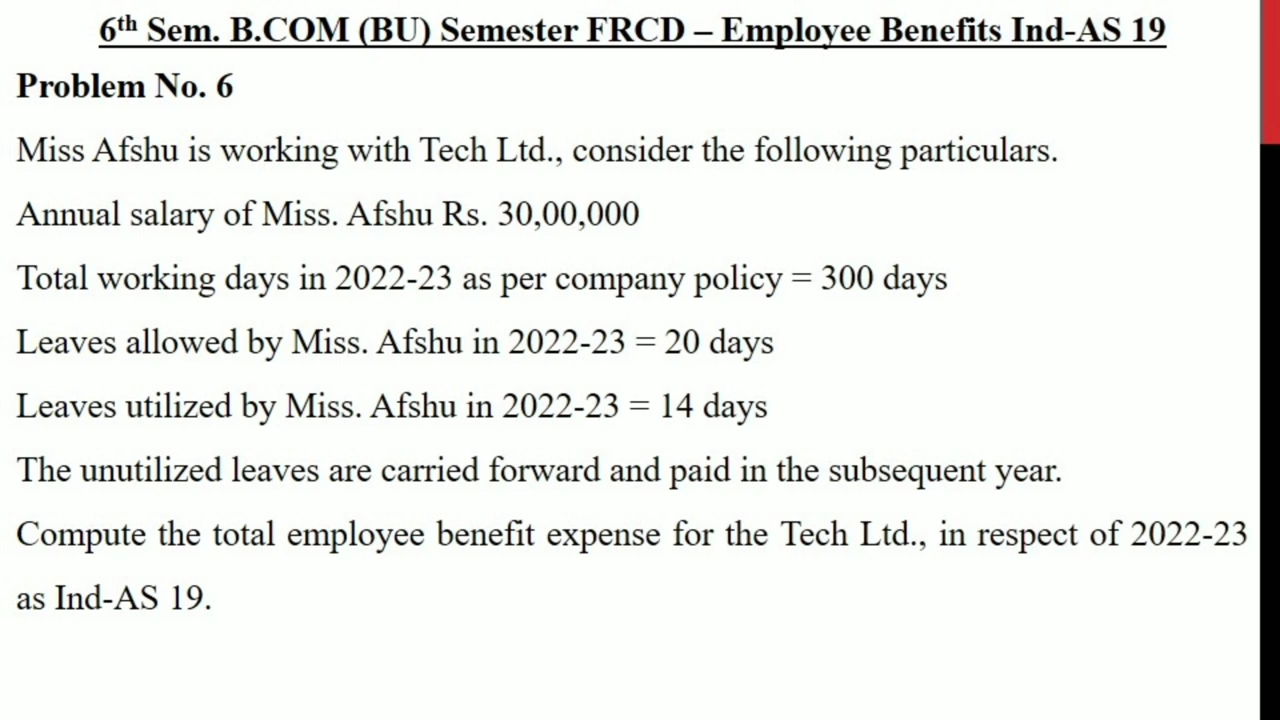 6th Sem. B.COM (BU) Semester FRCD – Employee Benefits Ind-AS 19
Problem No. 6
Miss Afshu is working with Tech Ltd., consider the following particulars.
Annual salary of Miss. Afshu Rs. 30,00,000
Total working days in 2022-23 as per company policy = 300 days
Leaves allowed by Miss. Afshu in 2022-23 = 20 days
Leaves utilized by Miss. Afshu in 2022-23 = 14 days
The unutilized leaves are carried forward and paid in the subsequent year.
Compute the total employee benefit expense for the Tech Ltd., in respect of 2022-23
as Ind-AS 19.